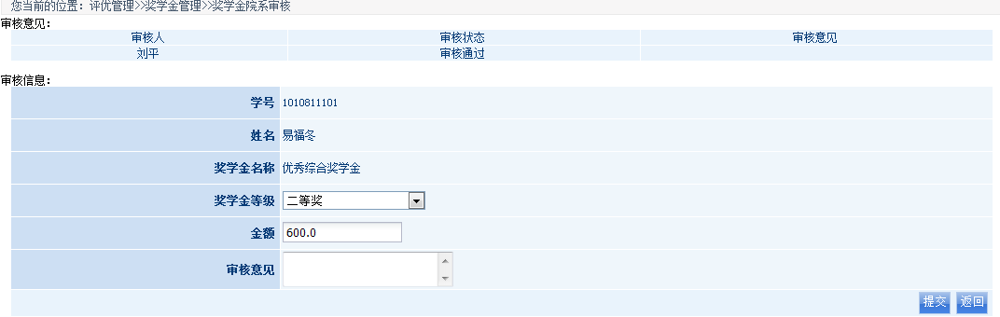 您当前的位置：评优管理>>奖学金管理>>奖学金院系审核
审核意见：
审核人 审核状态 审核意见
刘平 审核通过
审核信息：
学号 1010811101
姓名 易福冬
奖学金名称 优秀综合奖学金
奖学金等级 二等奖
金额 600.0
审核意见
提交 返回